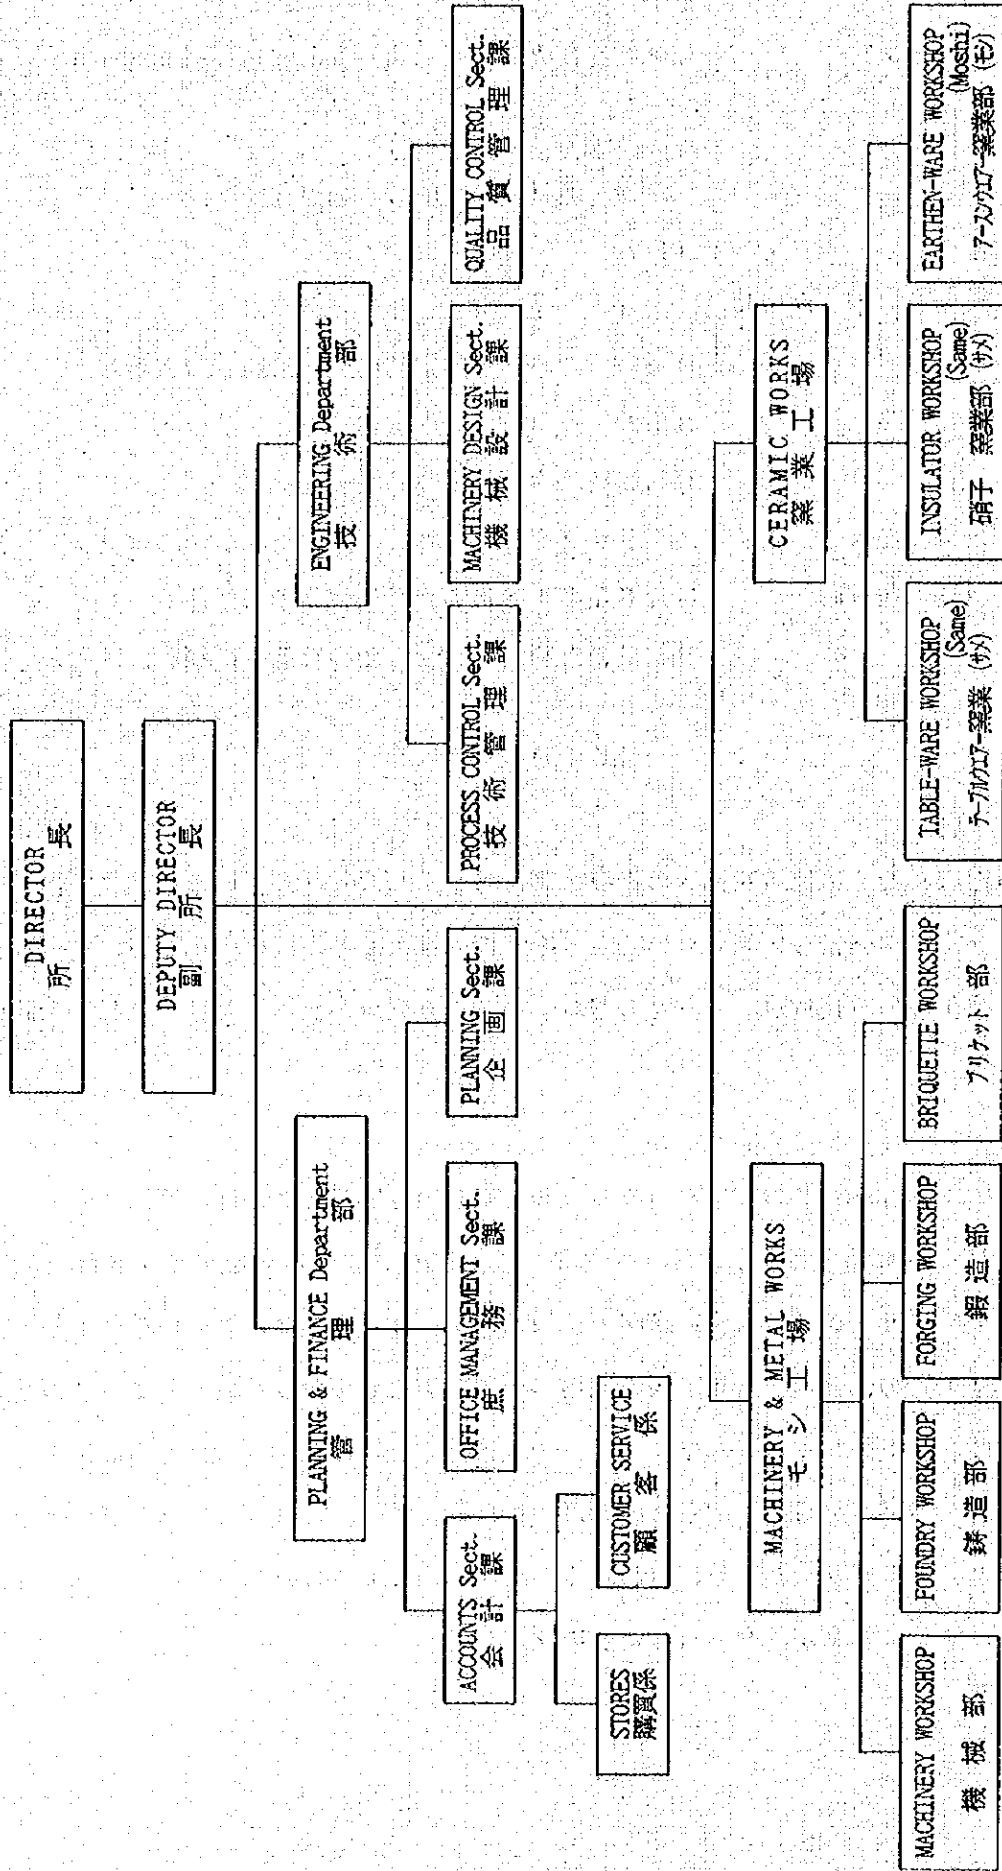 DIRECTOR
所 長
DEPUTY DIRECTOR
副 所 長
PLANNING & FINANCE Department
管 理 部
ENGINEERING Department
技 術 部
ACCOUNTS Sect.
会 計 課
OFFICE MANAGEMENT Sect.
庶 務 課
PLANNING Sect.
企 画 課
PROCESS CONTROL Sect.
技 術 管 理 課
MACHINERY DESIGN Sect.
機 械 設 計 課
QUALITY CONTROL Sect.
品 質 管 理 課
STORES
購買係
CUSTOMER SERVICE
顧 客 係
MACHINERY & METAL WORKS
モ シ 工 場
CERAMIC WORKS
窯 業 工 場
MACHINERY WORKSHOP
機 械 部
FOUNDRY WORKSHOP
鋳 造 部
FORGING WORKSHOP
鍛 造 部
BRIQUETTE WORKSHOP
ブリケット 部
TABLE-WARE WORKSHOP
(Same)
テーブルウエアー窯業 (サメ)
INSULATOR WORKSHOP
(Same)
碍子 窯業部 (サメ)
EARTHEN-WARE WORKSHOP
(Moshi)
アースンウエアー窯業部 (モシ)